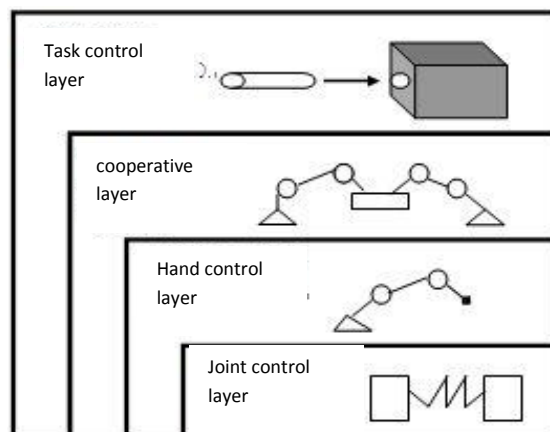 Task control
layer
cooperative
layer
Hand control
layer
Joint control
layer